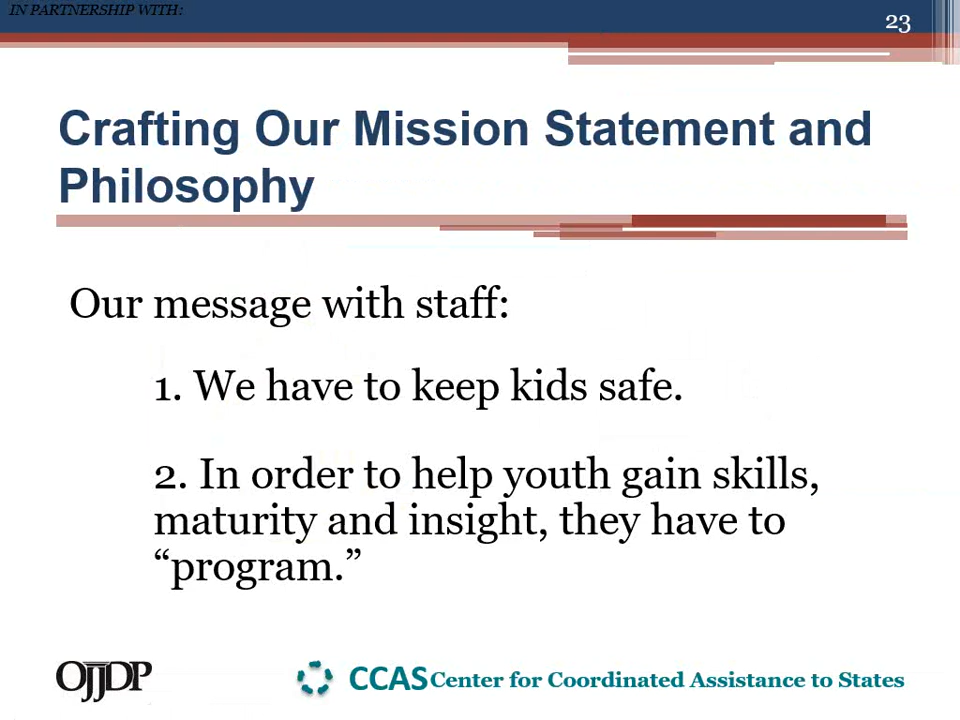 IN PARTNERSHIP WITH:
23
Crafting Our Mission Statement and
Philosophy
Our message with staff:
1. We have to keep kids safe.
2. In order to help youth gain skills,
maturity and insight, they have to
“program.”
OJJDP
CCAS Center for Coordinated Assistance to States